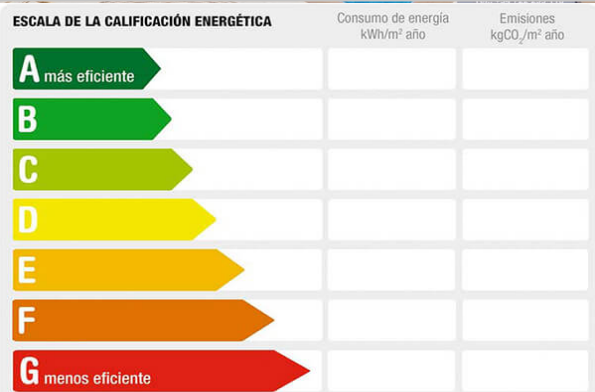 ESCALA DE LA CALIFICACIÓN ENERGÉTICA
Consumo de energía
kWh/m² año
Emisiones
kgCO₂/m² año
A más eficiente
B
C
D
E
F
G menos eficiente